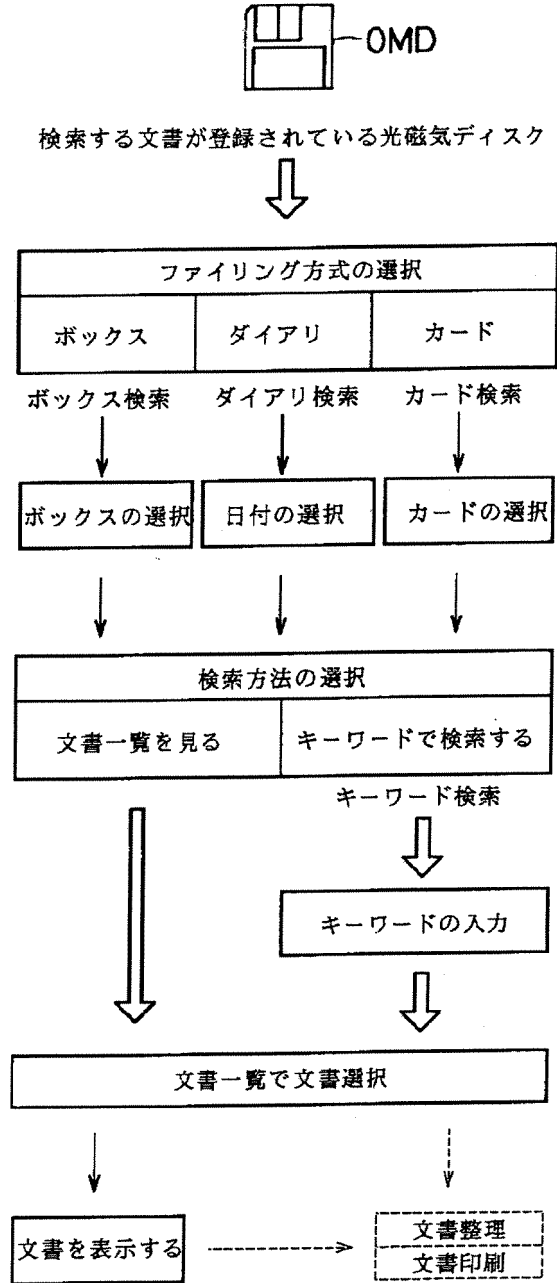 OMD
検索する文書が登録されている光磁気ディスク
ファイリング方式の選択
ボックス ダイアリ カード
ボックス検索 ダイアリ検索 カード検索
ボックスの選択 日付の選択 カードの選択
検索方法の選択
文書一覧を見る キーワードで検索する
キーワード検索
キーワードの入力
文書一覧で文書選択
文書を表示する
文書整理
文書印刷